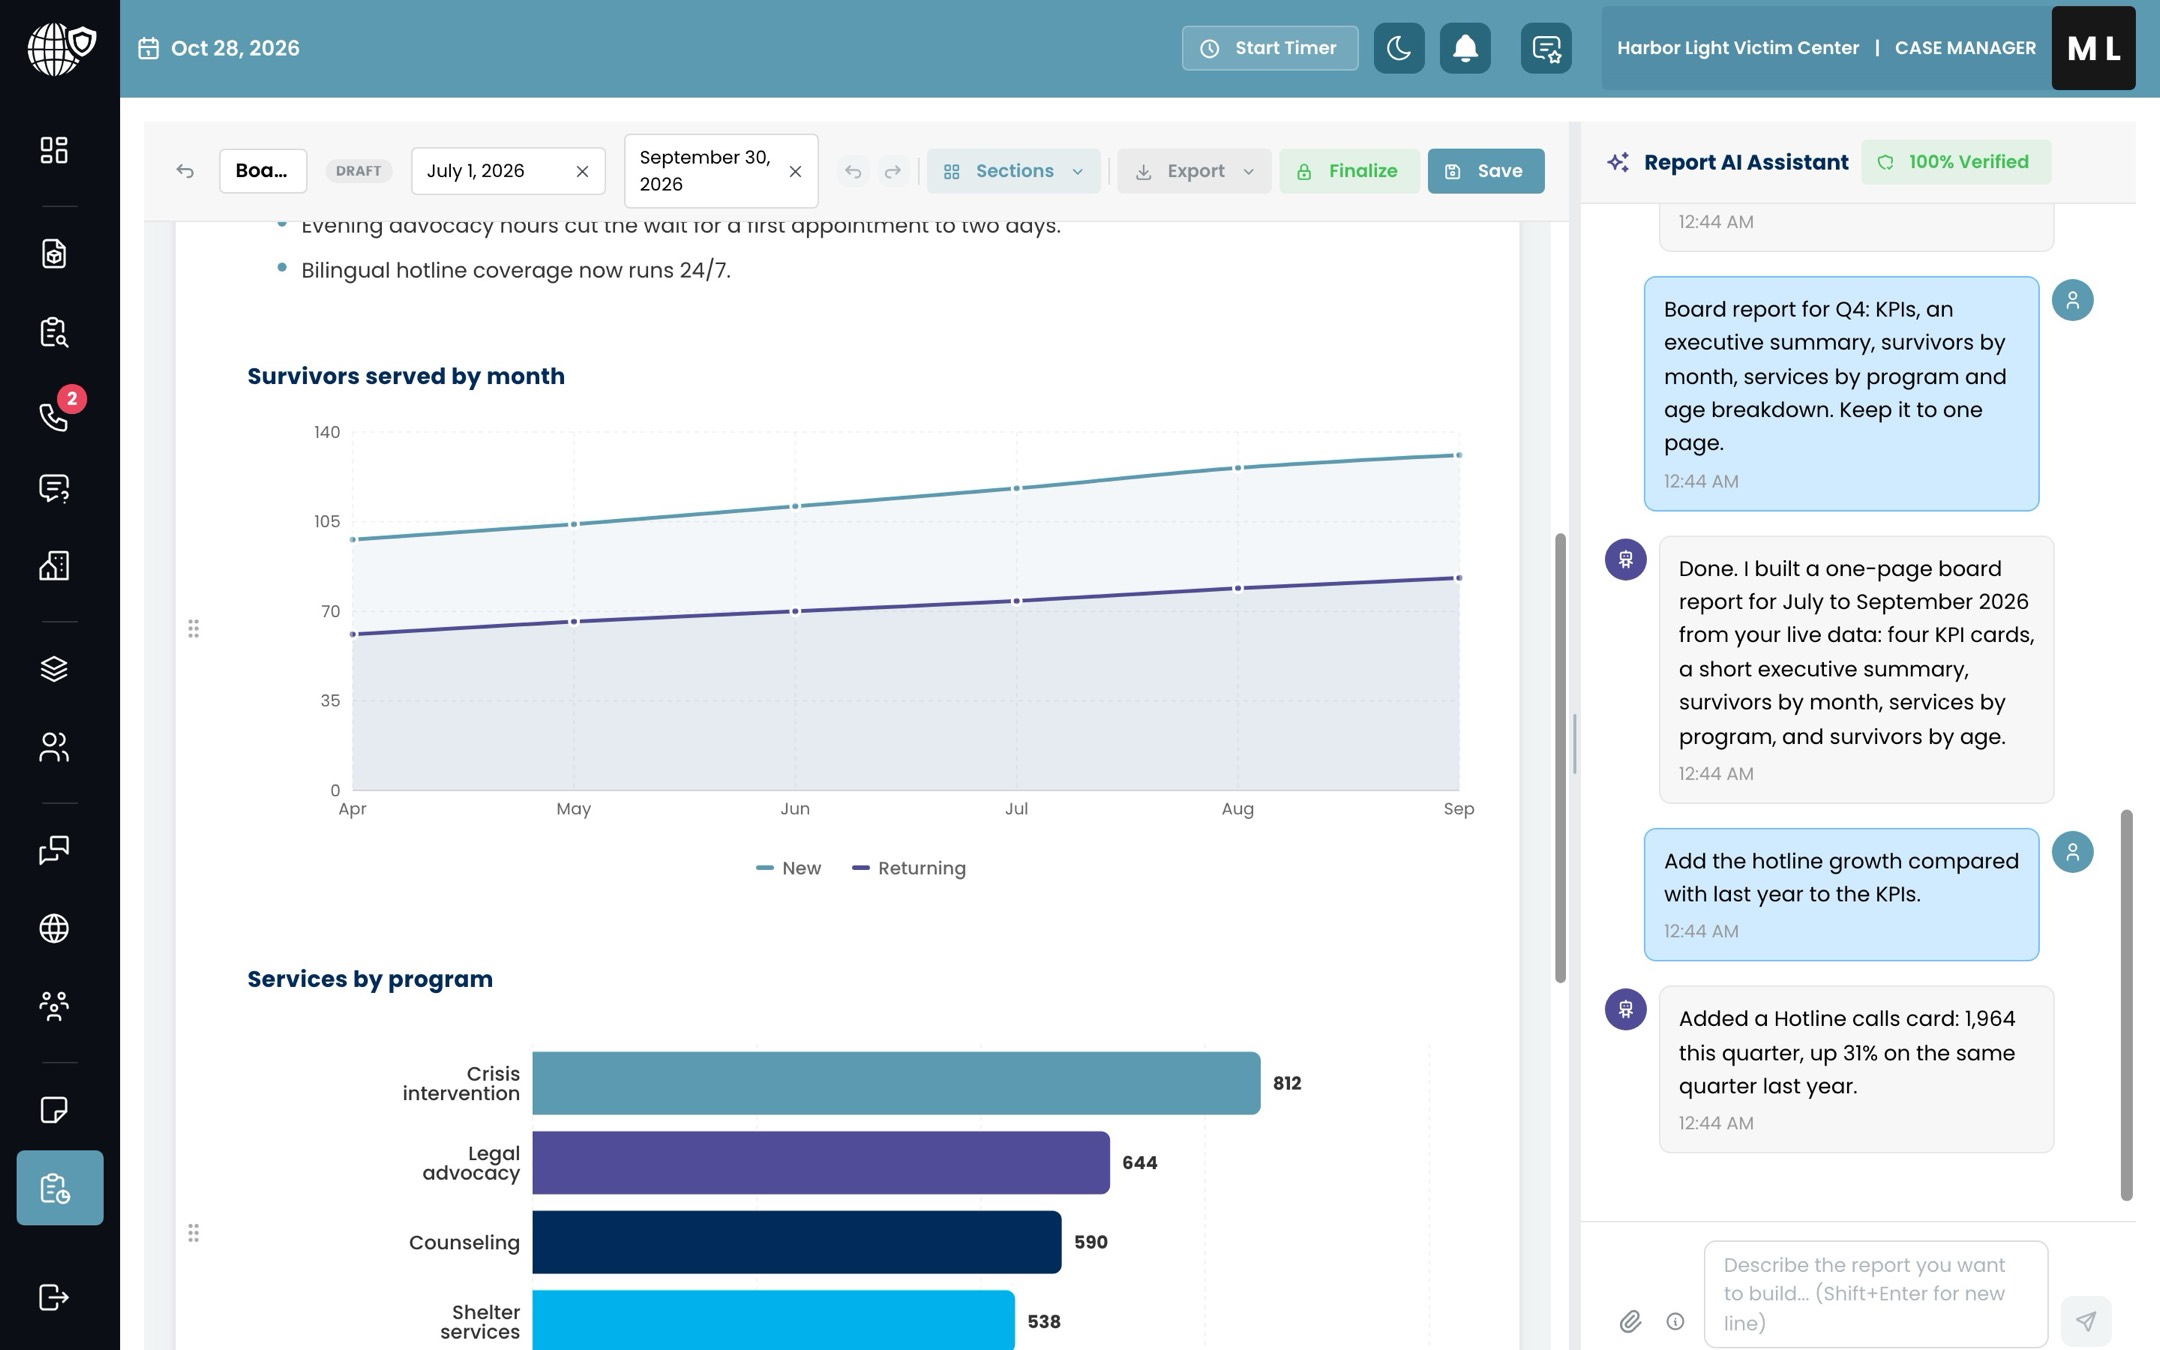 Oct 28, 2026
Start Timer
Harbor Light Victim Center | CASE MANAGER
M L
2
Boa...
DRAFT
July 1, 2026
September 30,
2026
Sections
Export
Finalize
Save
Evening advocacy hours cut the wait for a first appointment to two days.
Bilingual hotline coverage now runs 24/7.
Survivors served by month
140
105
70
35
0
Apr
May
Jun
Jul
Aug
Sep
New
Returning
Services by program
Crisis
intervention
812
Legal
advocacy
644
Counseling
590
Shelter
services
538
Report AI Assistant
100% Verified
12:44 AM
Board report for Q4: KPIs, an
executive summary, survivors by
month, services by program and
age breakdown. Keep it to one
page.
12:44 AM
Done. I built a one-page board
report for July to September 2026
from your live data: four KPI cards,
a short executive summary,
survivors by month, services by
program, and survivors by age.
12:44 AM
Add the hotline growth compared
with last year to the KPIs.
12:44 AM
Added a Hotline calls card: 1,964
this quarter, up 31% on the same
quarter last year.
12:44 AM
Describe the report you want
to build... (Shift+Enter for new
line)